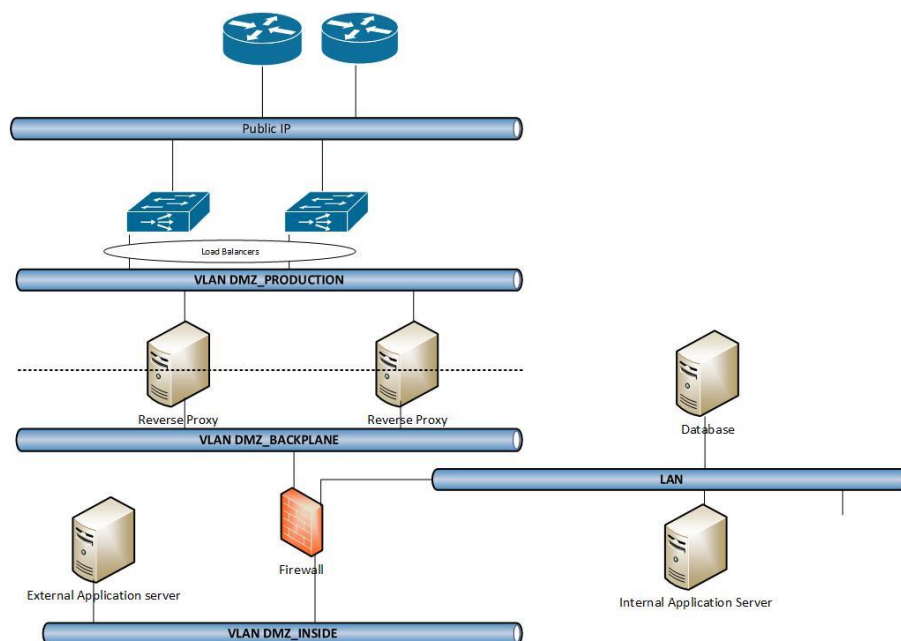 Public IP
Load Balancers
VLAN DMZ_PRODUCTION
Reverse Proxy
Reverse Proxy
VLAN DMZ_BACKPLANE
Database
LAN
Firewall
External Application server
Internal Application Server
VLAN DMZ_INSIDE